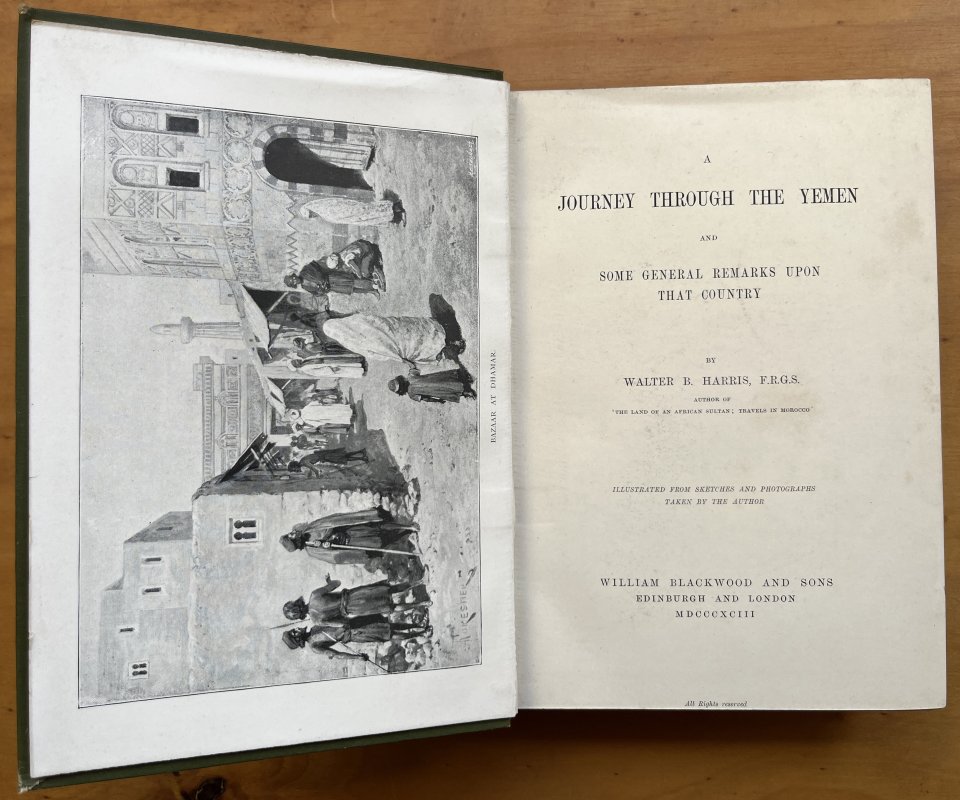 BAZAAR AT DHAMAR.
A
JOURNEY THROUGH THE YEMEN
AND
SOME GENERAL REMARKS UPON
THAT COUNTRY
BY
WALTER B. HARRIS, F.R.G.S.
AUTHOR OF
'THE LAND OF AN AFRICAN SULTAN; TRAVELS IN MOROCCO'
ILLUSTRATED FROM SKETCHES AND PHOTOGRAPHS
TAKEN BY THE AUTHOR
WILLIAM BLACKWOOD AND SONS
EDINBURGH AND LONDON
MDCCCXCIII
All Rights reserved